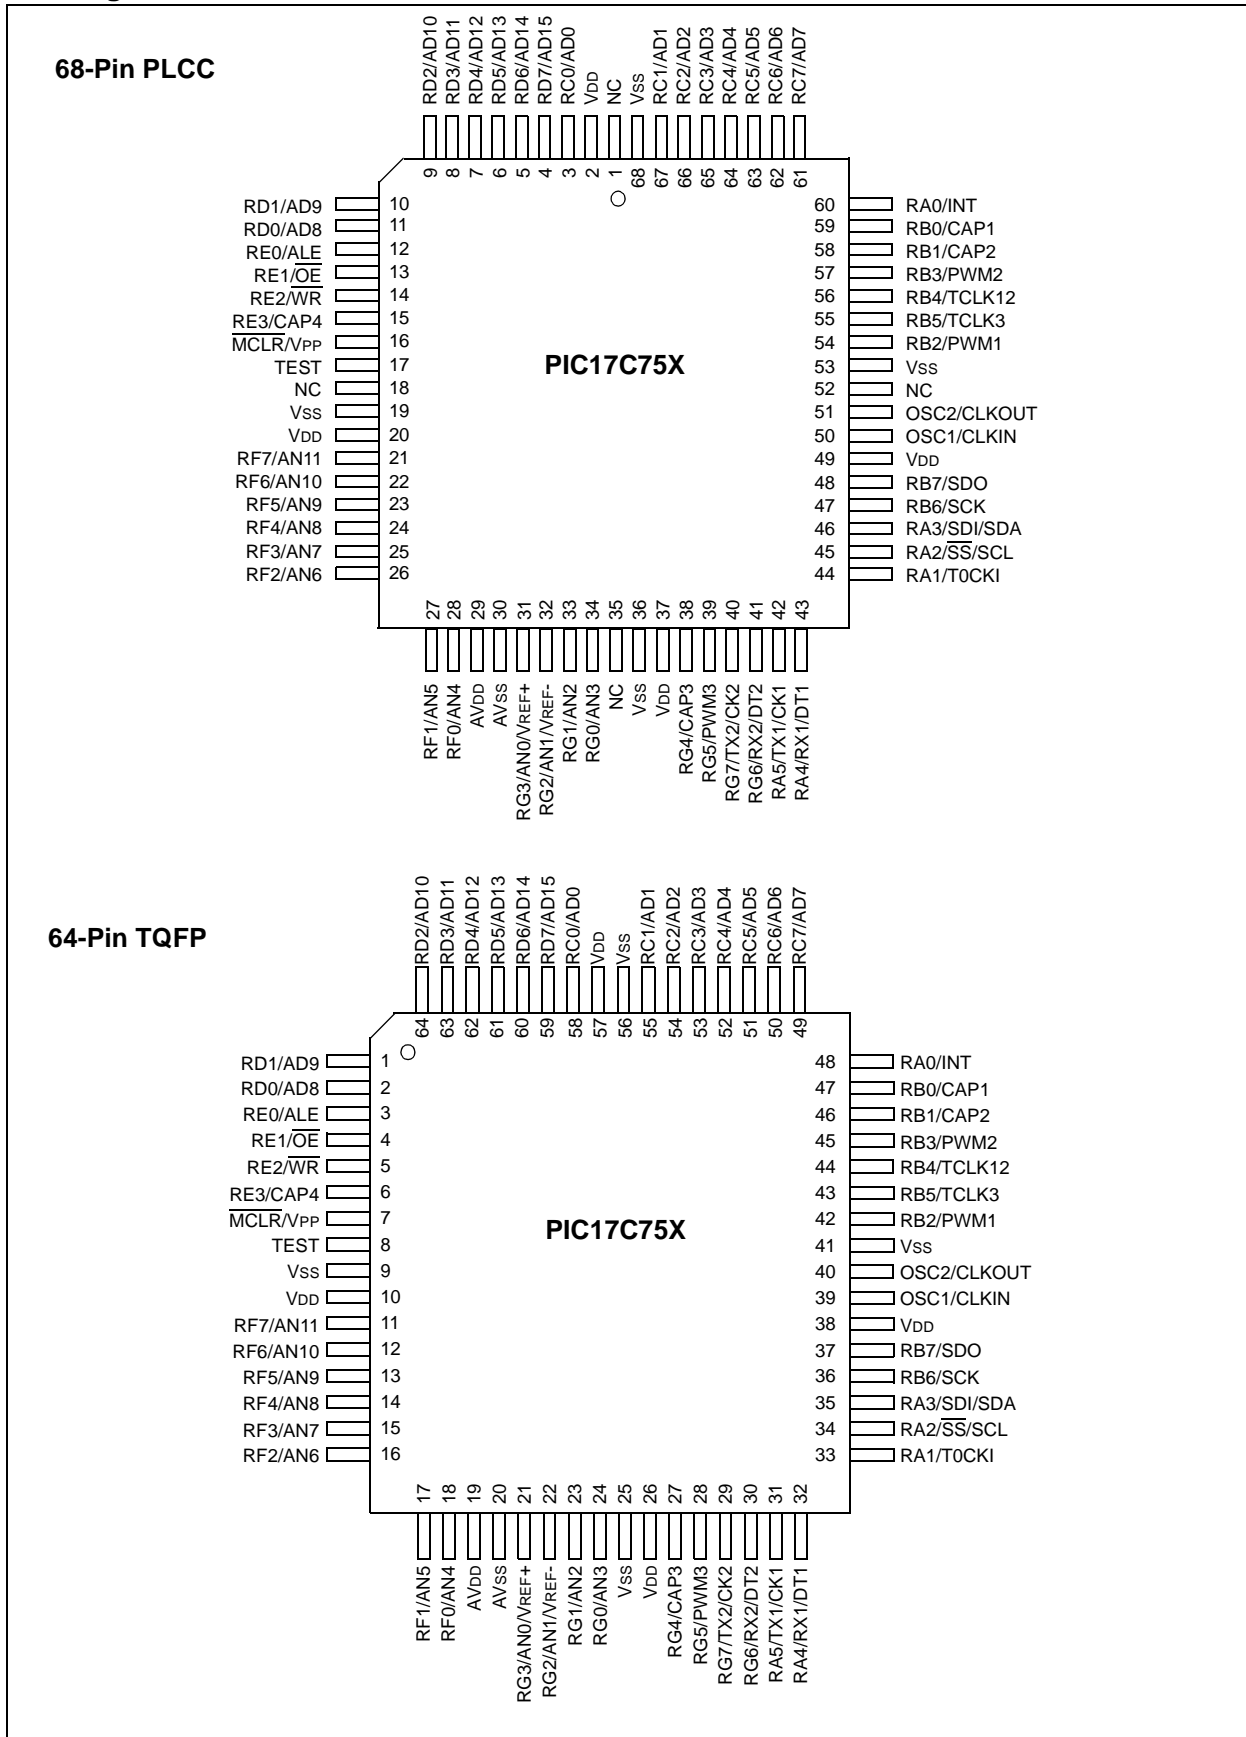 68-Pin PLCC
RD2/AD10
RD3/AD11
RD4/AD12
RD5/AD13
RD6/AD14
RD7/AD15
RC0/AD0
VDD
NC
VSS
RC1/AD1
RC2/AD2
RC3/AD3
RC4/AD4
RC5/AD5
RC6/AD6
RC7/AD7
9 8 7 6 5 4 3 2 1 68 67 66 65 64 63 62 61
RD1/AD9 10
RD0/AD8 11
RE0/ALE 12
RE1/OE 13
RE2/WR 14
RE3/CAP4 15
MCLR/VPP 16
TEST 17
NC 18
VSS 19
VDD 20
RF7/AN11 21
RF6/AN10 22
RF5/AN9 23
RF4/AN8 24
RF3/AN7 25
RF2/AN6 26
PIC17C75X
60 RA0/INT
59 RB0/CAP1
58 RB1/CAP2
57 RB3/PWM2
56 RB4/TCLK12
55 RB5/TCLK3
54 RB2/PWM1
53 VSS
52 NC
51 OSC2/CLKOUT
50 OSC1/CLKIN
49 VDD
48 RB7/SDO
47 RB6/SCK
46 RA3/SDI/SDA
45 RA2/SS/SCL
44 RA1/T0CKI
27 28 29 30 31 32 33 34 35 36 37 38 39 40 41 42 43
RF1/AN5
RF0/AN4
AVDD
AVSS
RG3/AN0/VREF+
RG2/AN1/VREF-
RG1/AN2
RG0/AN3
NC
VSS
VDD
RG4/CAP3
RG5/PWM3
RG7/TX2/CK2
RG6/RX2/DT2
RA5/TX1/CK1
RA4/RX1/DT1
64-Pin TQFP
RD2/AD10
RD3/AD11
RD4/AD12
RD5/AD13
RD6/AD14
RD7/AD15
RC0/AD0
VDD
VSS
RC1/AD1
RC2/AD2
RC3/AD3
RC4/AD4
RC5/AD5
RC6/AD6
RC7/AD7
64 63 62 61 60 59 58 57 56 55 54 53 52 51 50 49
RD1/AD9 1
RD0/AD8 2
RE0/ALE 3
RE1/OE 4
RE2/WR 5
RE3/CAP4 6
MCLR/VPP 7
TEST 8
VSS 9
VDD 10
RF7/AN11 11
RF6/AN10 12
RF5/AN9 13
RF4/AN8 14
RF3/AN7 15
RF2/AN6 16
PIC17C75X
48 RA0/INT
47 RB0/CAP1
46 RB1/CAP2
45 RB3/PWM2
44 RB4/TCLK12
43 RB5/TCLK3
42 RB2/PWM1
41 VSS
40 OSC2/CLKOUT
39 OSC1/CLKIN
38 VDD
37 RB7/SDO
36 RB6/SCK
35 RA3/SDI/SDA
34 RA2/SS/SCL
33 RA1/T0CKI
17 18 19 20 21 22 23 24 25 26 27 28 29 30 31 32
RF1/AN5
RF0/AN4
AVDD
AVSS
RG3/AN0/VREF+
RG2/AN1/VREF-
RG1/AN2
RG0/AN3
VSS
VDD
RG4/CAP3
RG5/PWM3
RG7/TX2/CK2
RG6/RX2/DT2
RA5/TX1/CK1
RA4/RX1/DT1